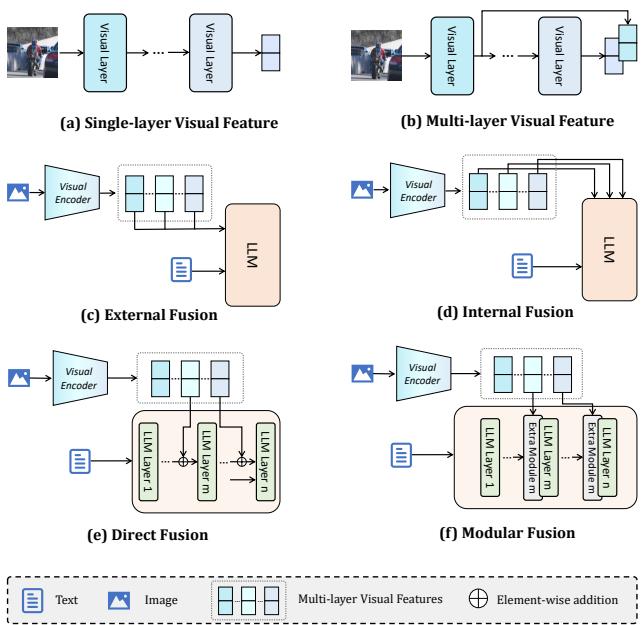 Visual Layer
...
Visual Layer
(a) Single-layer Visual Feature
Visual Layer
...
Visual Layer
(b) Multi-layer Visual Feature
Visual
Encoder
LLM
(c) External Fusion
Visual
Encoder
LLM
(d) Internal Fusion
Visual
Encoder
LLM Layer 1
LLM Layer m
LLM Layer n
(e) Direct Fusion
Visual
Encoder
LLM Layer 1
Extra Module m
LLM Layer m
Extra Module m
LLM Layer n
(f) Modular Fusion
Text
Image
Multi-layer Visual Features
Element-wise addition